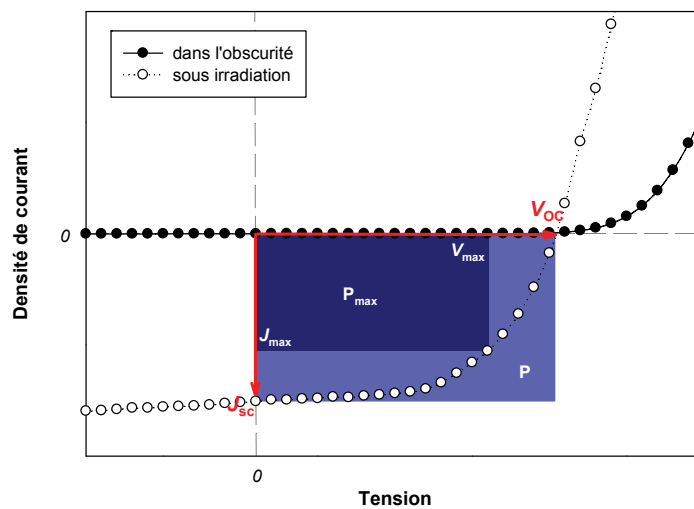 dans l'obscurité
sous irradiation
Densité de courant
0
V_OC
V_max
P_max
J_max
P
J_sc
0
Tension